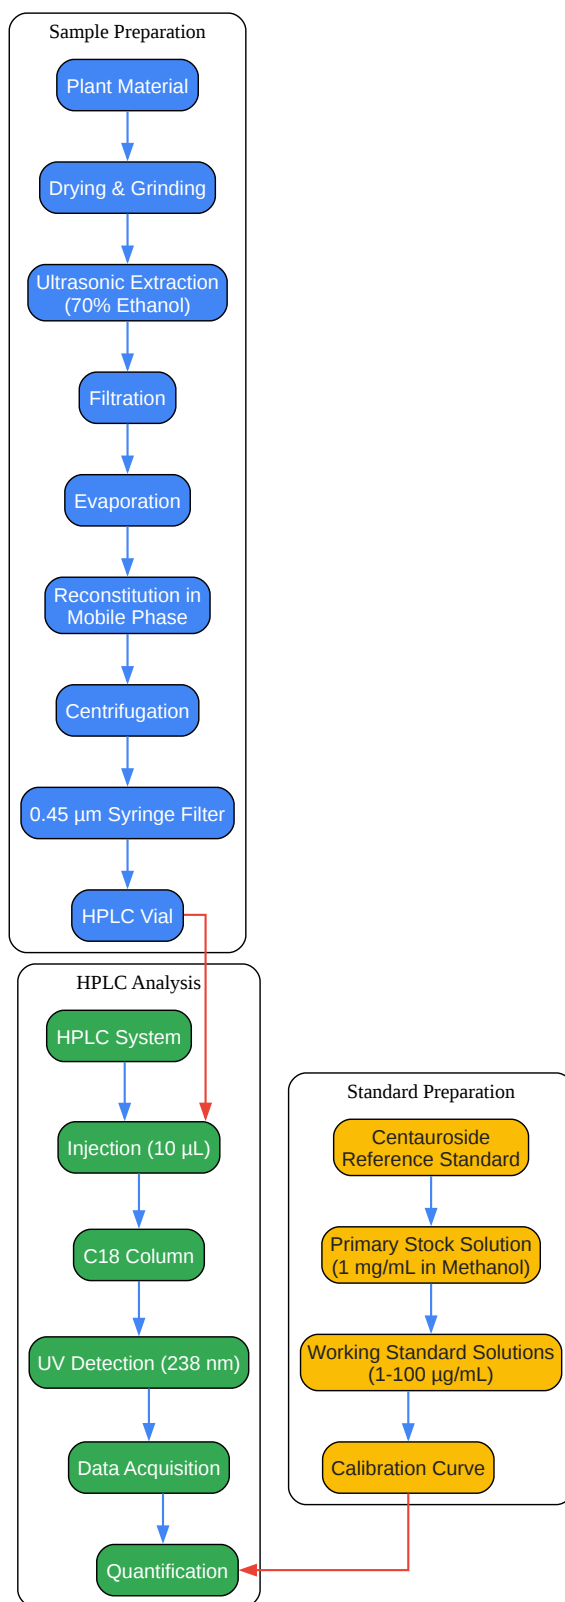 Sample Preparation
Plant Material
Drying & Grinding
Ultrasonic Extraction
(70% Ethanol)
Filtration
Evaporation
Reconstitution in
Mobile Phase
Centrifugation
0.45 µm Syringe Filter
HPLC Vial
HPLC Analysis
HPLC System
Injection (10 µL)
C18 Column
UV Detection (238 nm)
Data Acquisition
Quantification
Standard Preparation
Centauroside
Reference Standard
Primary Stock Solution
(1 mg/mL in Methanol)
Working Standard Solutions
(1-100 µg/mL)
Calibration Curve